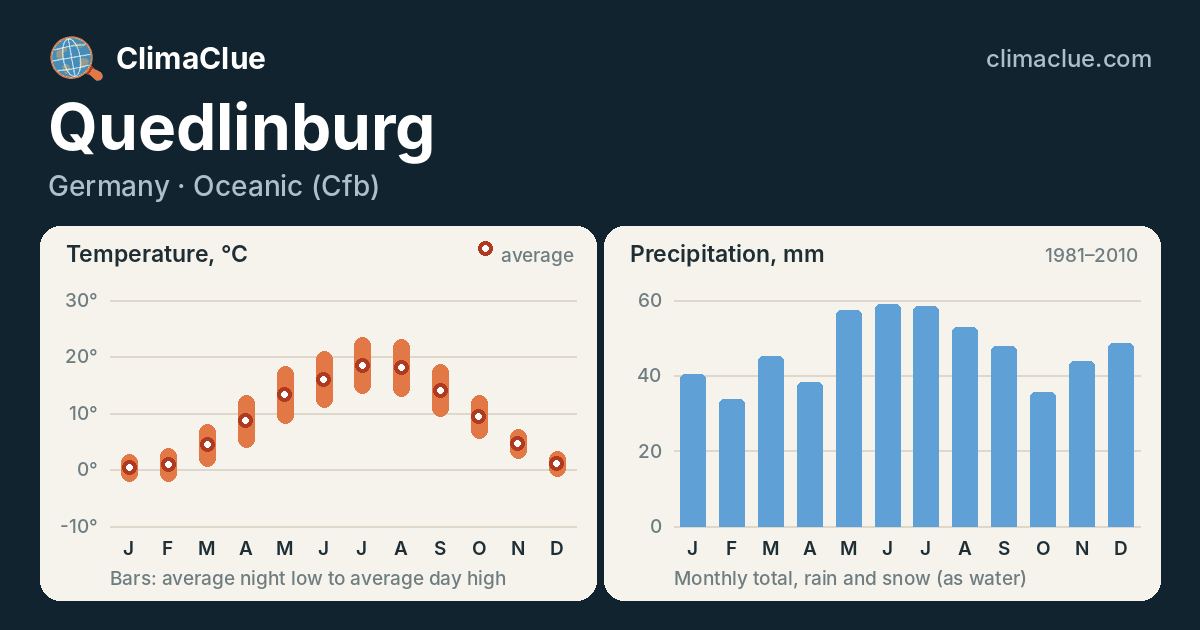 ClimaClue
climaclue.com
Quedlinburg
Germany · Oceanic (Cfb)
Temperature, °C
average
30°
20°
10°
0°
-10°
J F M A M J J A S O N D
Bars: average night low to average day high
Precipitation, mm
1981–2010
60
40
20
0
J F M A M J J A S O N D
Monthly total, rain and snow (as water)